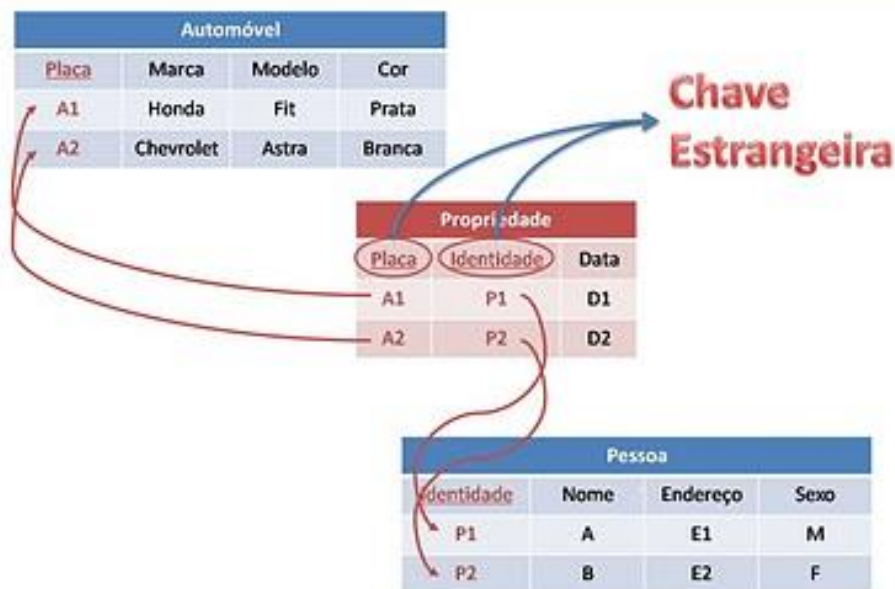 Automóvel
Placa Marca Modelo Cor
A1 Honda Fit Prata
A2 Chevrolet Astra Branca
Chave
Estrangeira
Propriedade
Placa Identidade Data
A1 P1 D1
A2 P2 D2
Pessoa
Identidade Nome Endereço Sexo
P1 A E1 M
P2 B E2 F